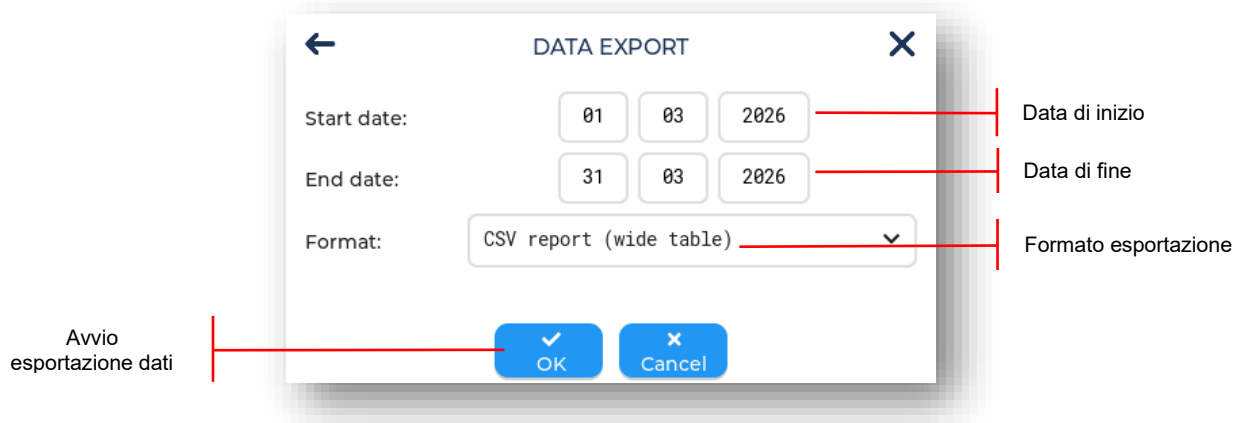 DATA EXPORT
Start date: 01 03 2026 Data di inizio
End date: 31 03 2026 Data di fine
Format: CSV report (wide table) Formato esportazione
Avvio
esportazione dati
OK Cancel